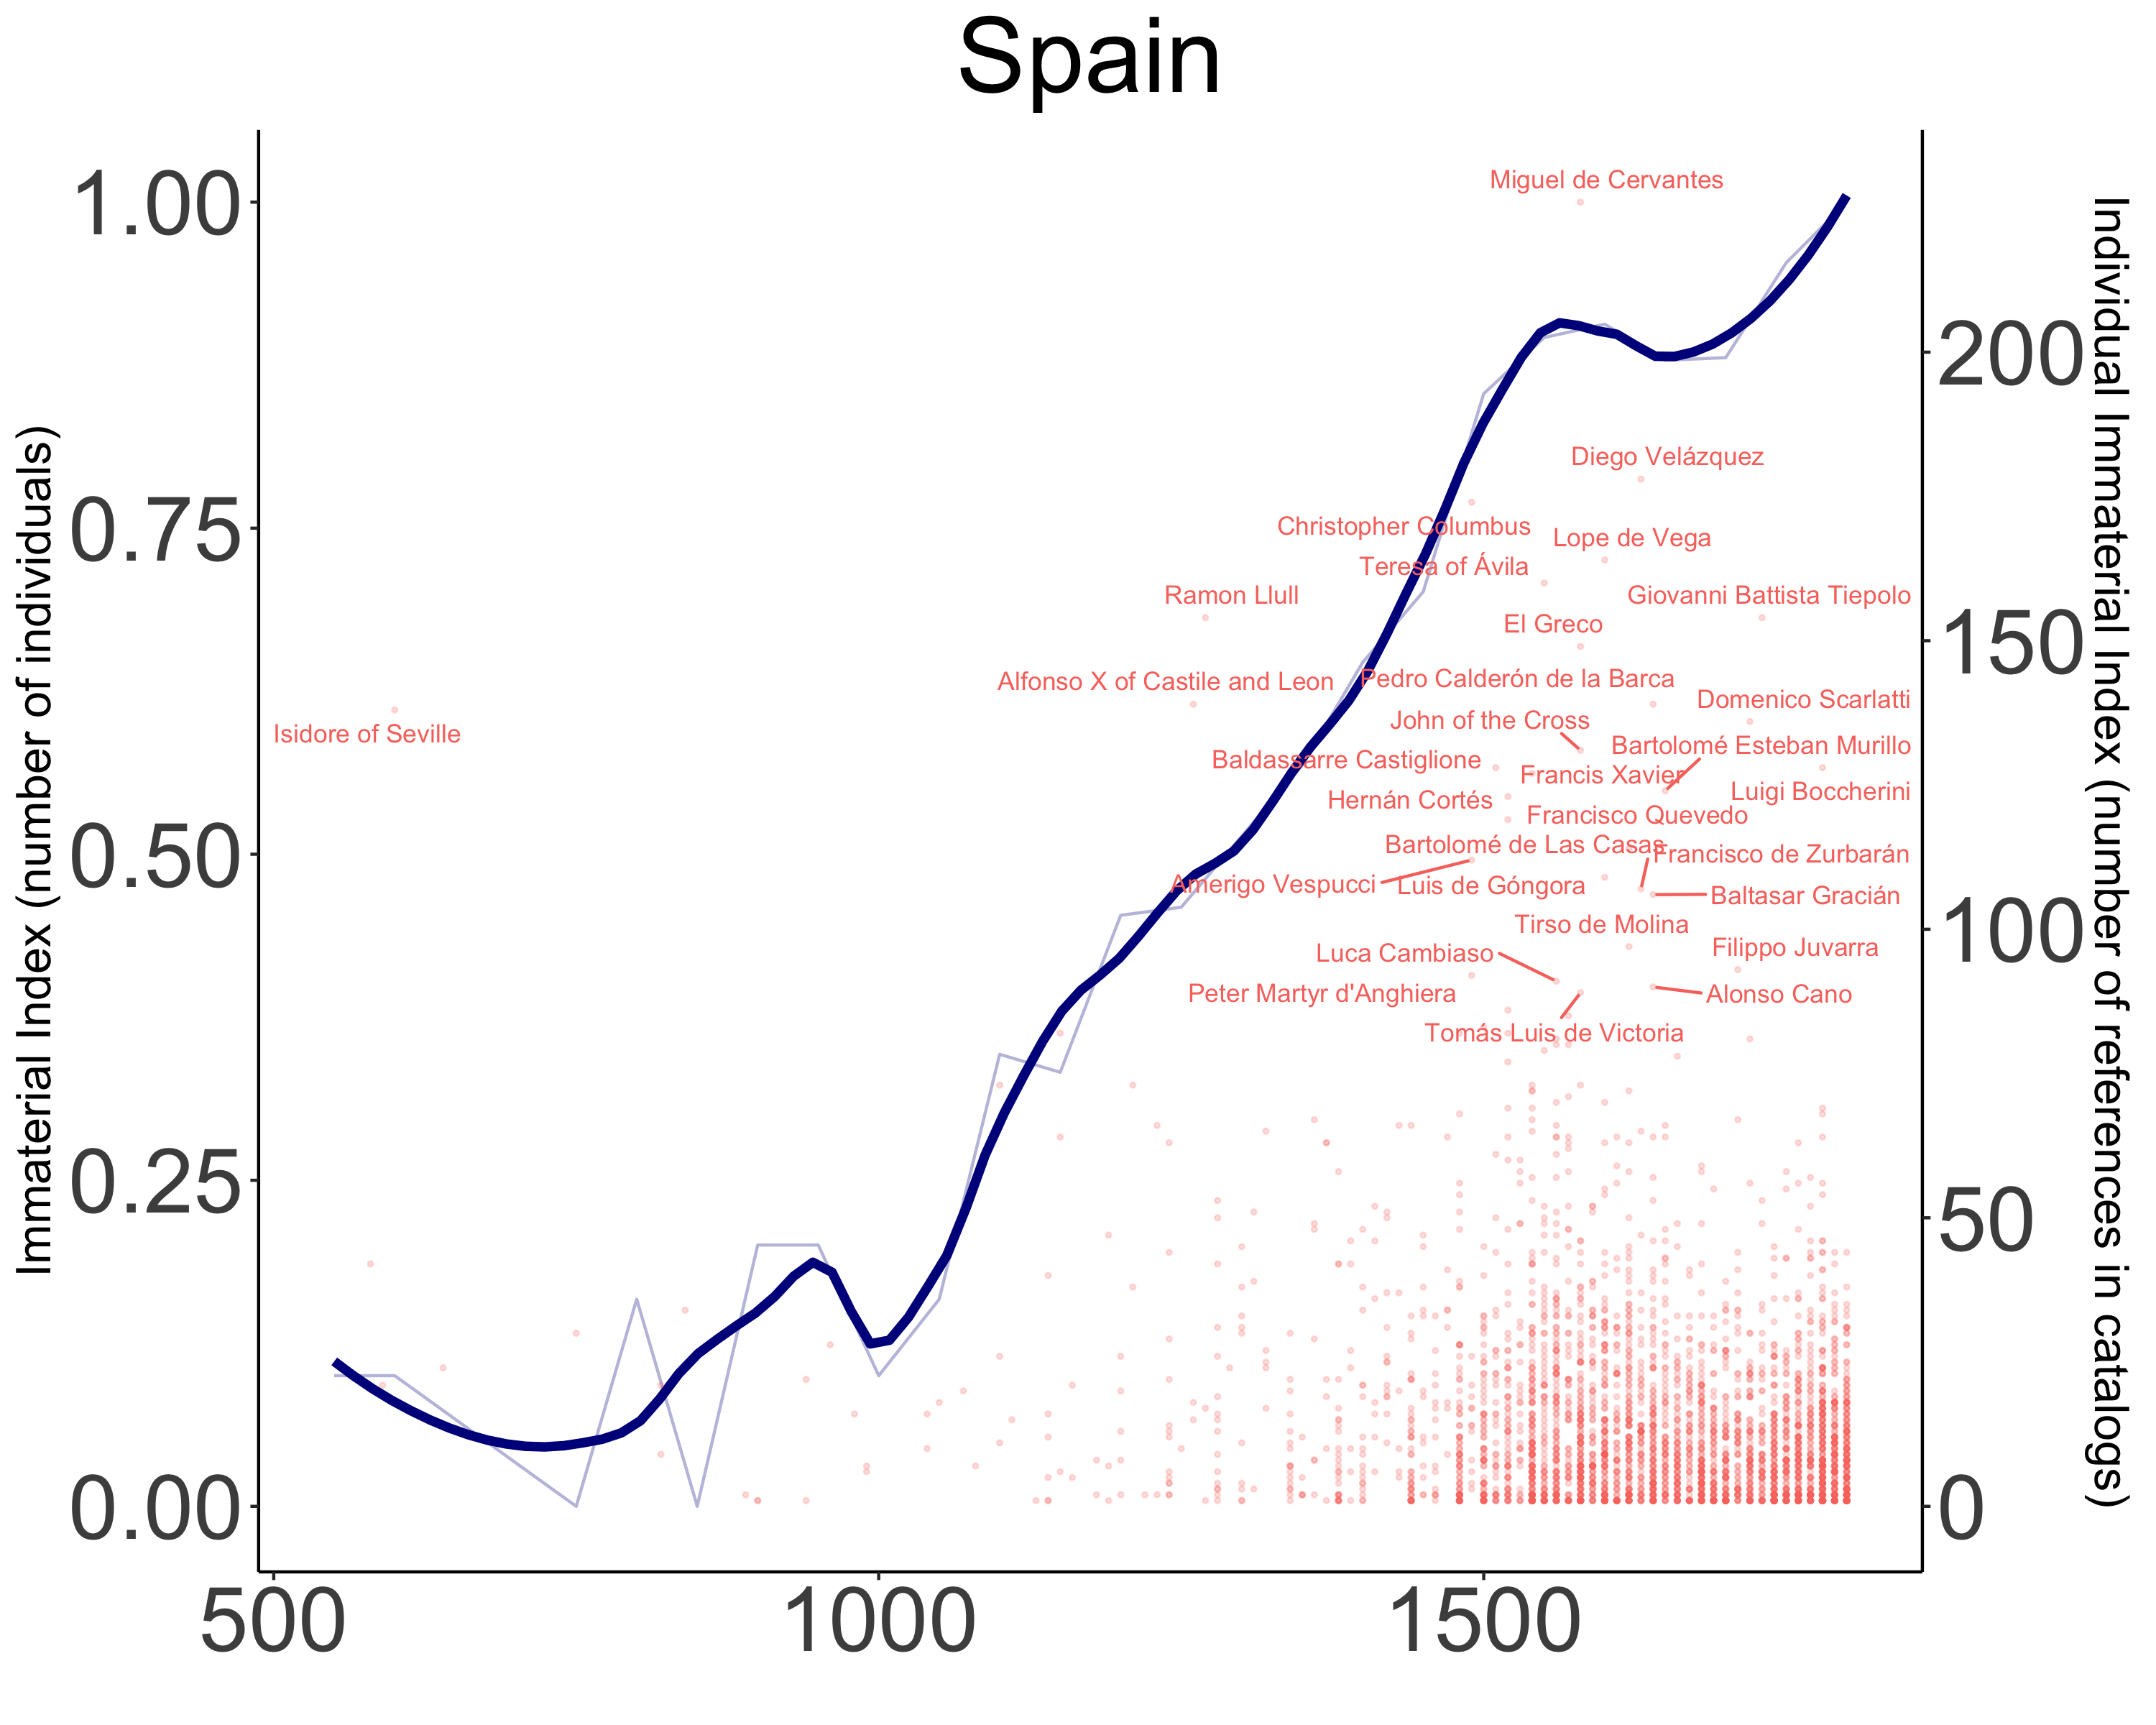 Spain
Immaterial Index (number of individuals)
1.00
0.75
0.50
0.25
0.00
Miguel de Cervantes
Diego Velázquez
Christopher Columbus
Lope de Vega
Teresa of Ávila
Ramon Llull
Giovanni Battista Tiepolo
El Greco
Alfonso X of Castile and Leon
Pedro Calderón de la Barca
Domenico Scarlatti
John of the Cross
Isidore of Seville
Bartolomé Esteban Murillo
Baldassarre Castiglione
Francis Xavier
Luigi Boccherini
Hernán Cortés
Francisco Quevedo
Bartolomé de Las Casas
Francisco de Zurbarán
Amerigo Vespucci
Luis de Góngora
Baltasar Gracián
Tirso de Molina
Luca Cambiaso
Filippo Juvarra
Peter Martyr d'Anghiera
Alonso Cano
Tomás Luis de Victoria
200
150
100
50
0
Individual Immaterial Index (number of references in catalogs)
500
1000
1500